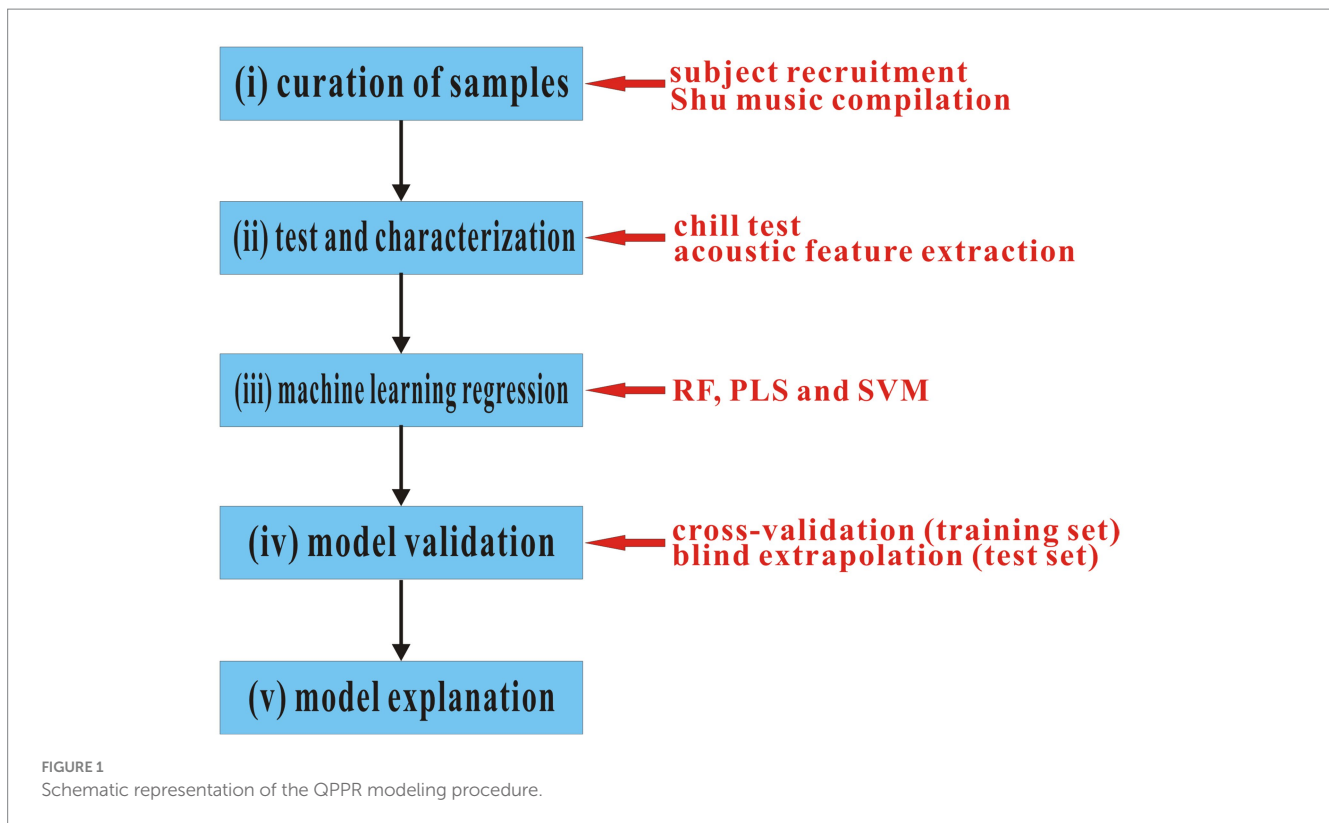 (i) curation of samples
subject recruitment
Shu music compilation
(ii) test and characterization
chill test
acoustic feature extraction
(iii) machine learning regression
RF, PLS and SVM
(iv) model validation
cross-validation (training set)
blind extrapolation (test set)
(v) model explanation
FIGURE 1
Schematic representation of the QPPR modeling procedure.